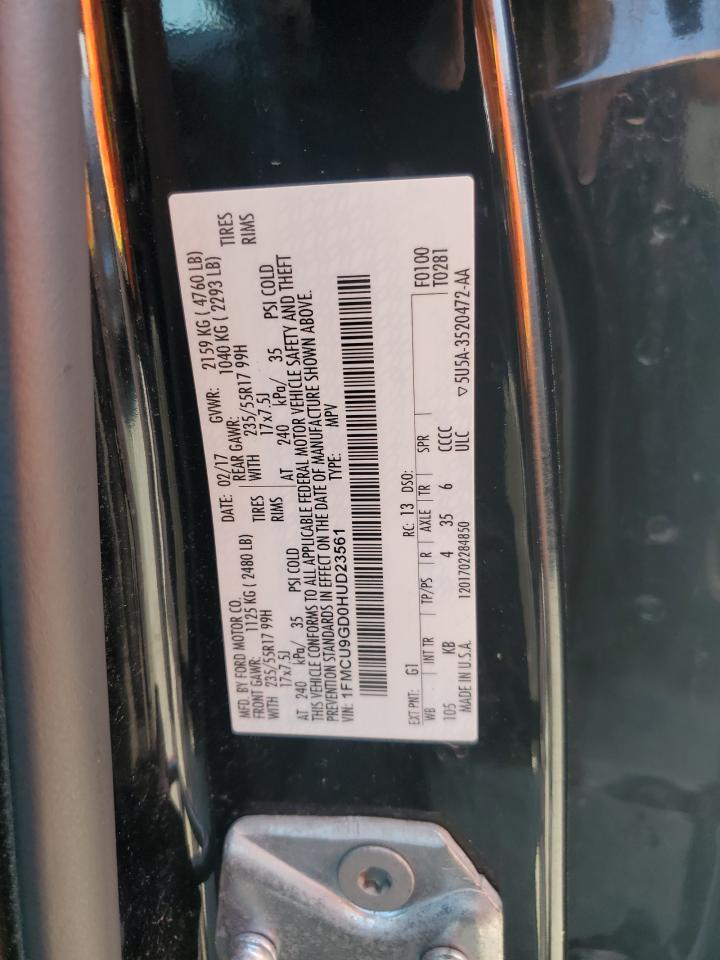 MFD. BY FORD MOTOR CO. DATE: 02/17 GVWR: 2159 KG ( 4760 LB)
FRONT GAWR: 1125 KG ( 2480 LB) REAR GAWR: 1040 KG ( 2293 LB)
WITH 235/55R17 99H TIRES WITH 235/55R17 99H TIRES
17x7.5J RIMS 17x7.5J RIMS
AT 240 kPa/ 35 PSI COLD AT 240 kPa/ 35 PSI COLD
THIS VEHICLE CONFORMS TO ALL APPLICABLE FEDERAL MOTOR VEHICLE SAFETY AND THEFT
PREVENTION STANDARDS IN EFFECT ON THE DATE OF MANUFACTURE SHOWN ABOVE.
VIN: 1FMCU9GD0HUD23561 TYPE: MPV
EXT PNT: G1 RC: 13 DSO: F0100
WB INT TR TP/PS R AXLE TR SPR T0281
105 KB 4 35 6 CCCC
MADE IN U.S.A. 1201702284850 ULC ▽5U5A-3520472-AA